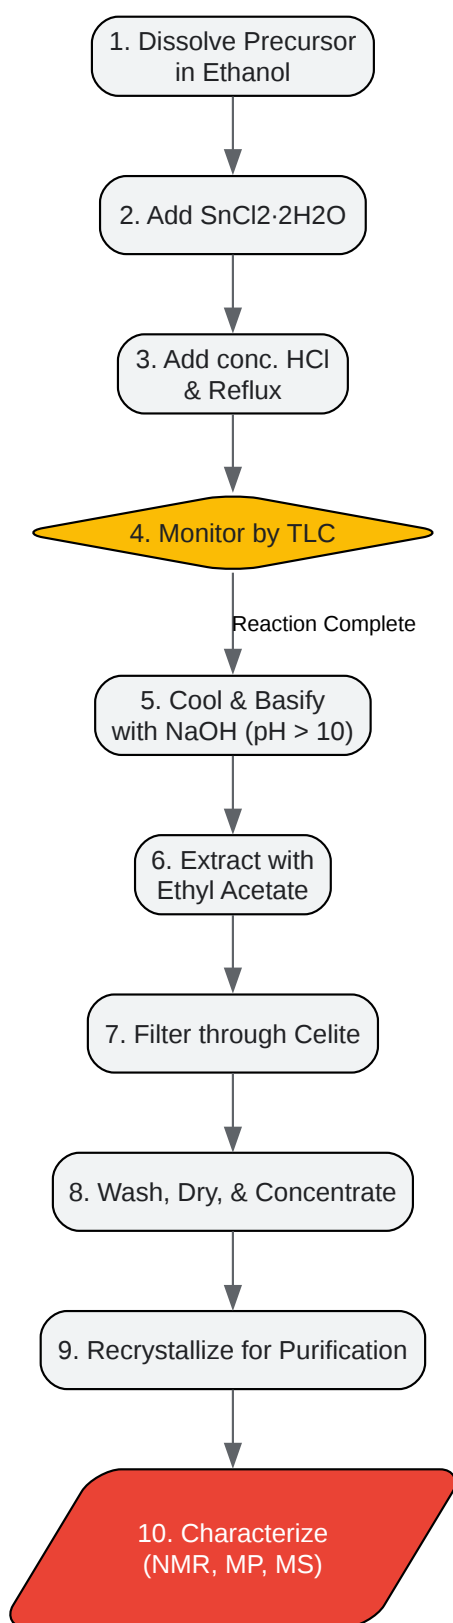 1. Dissolve Precursor
in Ethanol
2. Add SnCl2·2H2O
3. Add conc. HCl
& Reflux
4. Monitor by TLC
Reaction Complete
5. Cool & Basify
with NaOH (pH > 10)
6. Extract with
Ethyl Acetate
7. Filter through Celite
8. Wash, Dry, & Concentrate
9. Recrystallize for Purification
10. Characterize
(NMR, MP, MS)